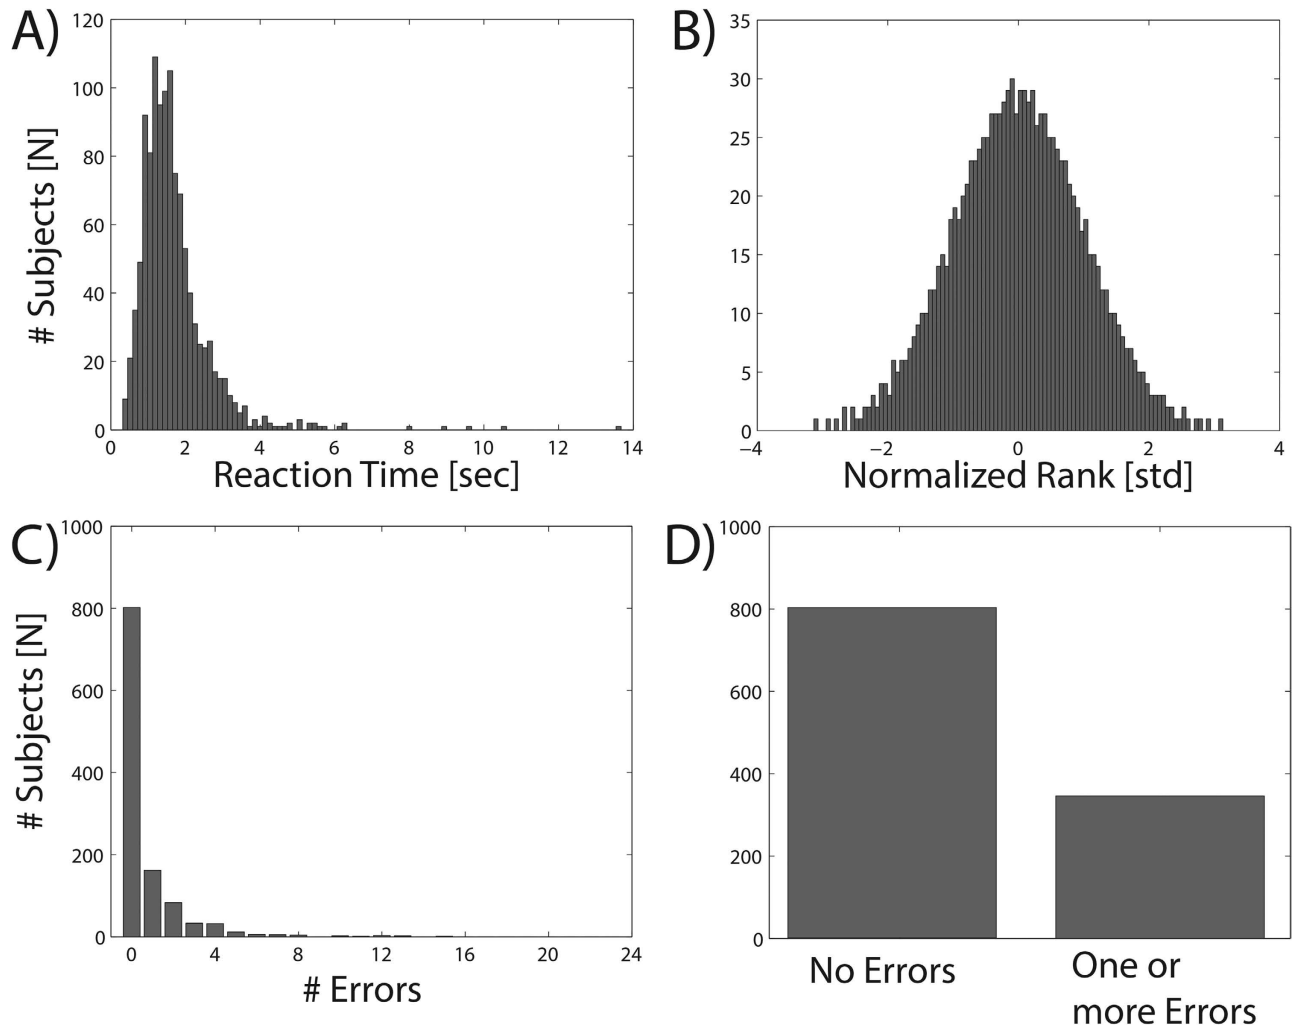 A)
120
100
80
60
40
20
0
# Subjects [N]
0 2 4 6 8 10 12 14
Reaction Time [sec]
B)
35
30
25
20
15
10
5
0
−4 −2 0 2 4
Normalized Rank [std]
C)
1000
800
600
400
200
0
# Subjects [N]
0 4 8 12 16 20 24
# Errors
D)
1000
800
600
400
200
0
No Errors
One or
more Errors